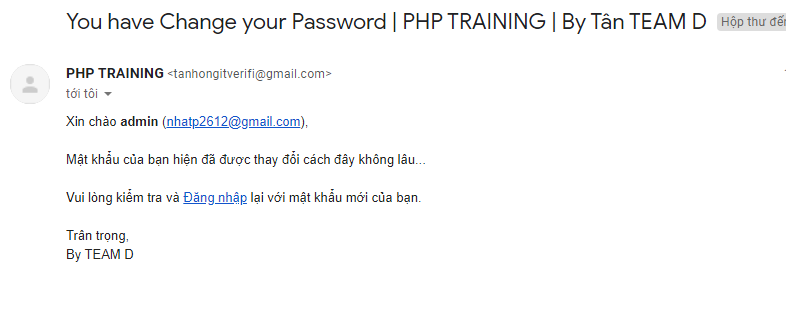 You have Change your Password | PHP TRAINING | By Tân TEAM D Hộp thư đến
PHP TRAINING <tanhongitverifi@gmail.com>
tới tôi
Xin chào admin (nhatp2612@gmail.com),
Mật khẩu của bạn hiện đã được thay đổi cách đây không lâu...
Vui lòng kiểm tra và Đăng nhập lại với mật khẩu mới của bạn.
Trân trọng,
By TEAM D